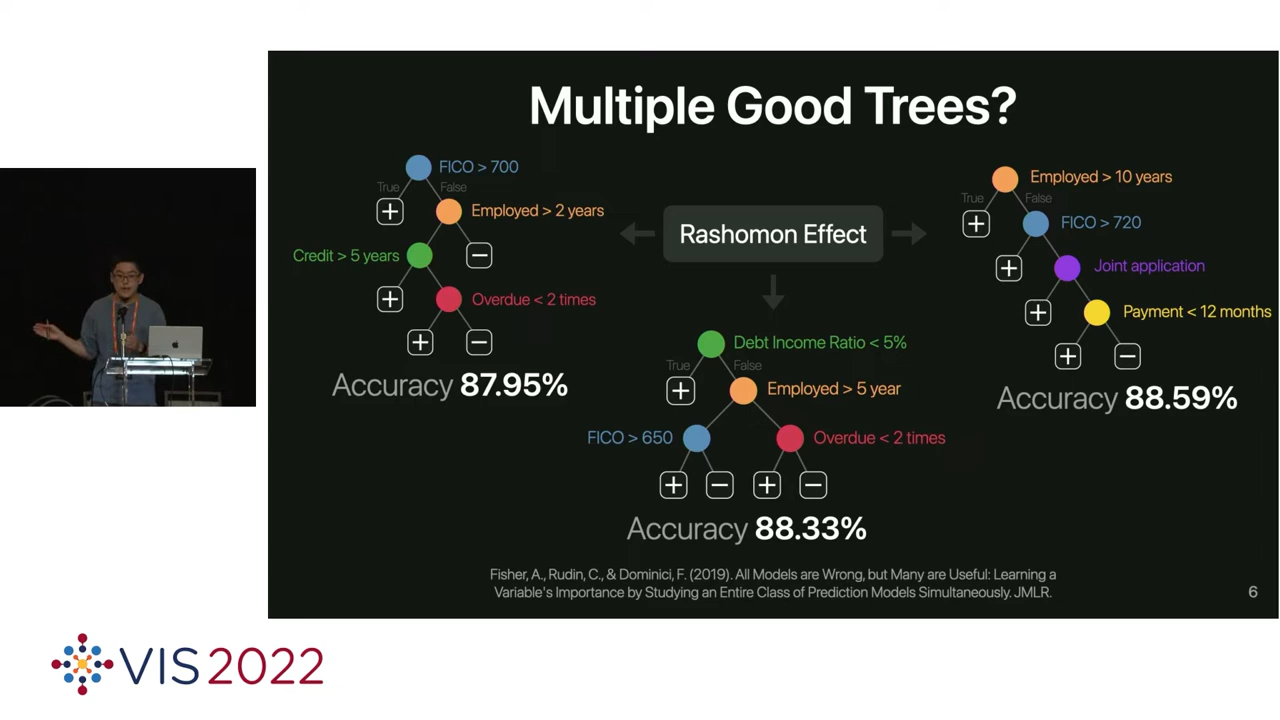 Multiple Good Trees?
FICO > 700
True
False
+
Employed > 2 years
Credit > 5 years
−
+
Overdue < 2 times
+
−
Accuracy 87.95%
Rashomon Effect
Debt Income Ratio < 5%
True
False
+
Employed > 5 year
FICO > 650
Overdue < 2 times
+
−
+
−
Accuracy 88.33%
Employed > 10 years
True
False
+
FICO > 720
+
Joint application
+
Payment < 12 months
+
−
Accuracy 88.59%
Fisher, A., Rudin, C., & Dominici, F. (2019). All Models are Wrong, but Many are Useful: Learning a
Variable's Importance by Studying an Entire Class of Prediction Models Simultaneously. JMLR.
6
VIS2022